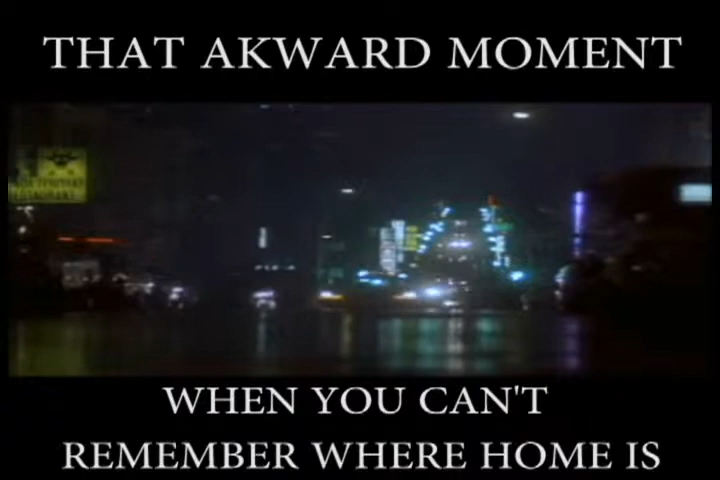 THAT AKWARD MOMENT
WHEN YOU CAN'T
REMEMBER WHERE HOME IS